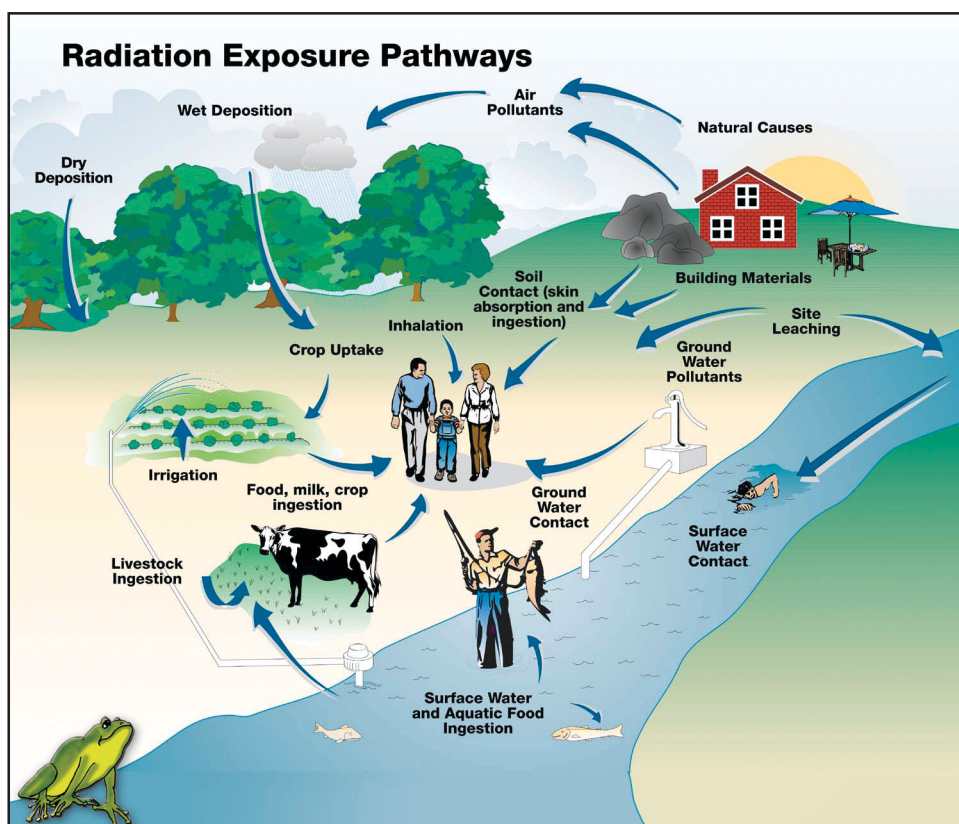 Radiation Exposure Pathways
Wet Deposition
Air
Pollutants
Natural Causes
Dry
Deposition
Soil
Contact (skin
absorption and
ingestion)
Building Materials
Inhalation
Site
Leaching
Crop Uptake
Ground
Water
Pollutants
Irrigation
Food, milk, crop
ingestion
Ground
Water
Contact
Surface
Water
Contact
Livestock
Ingestion
Surface Water
and Aquatic Food
Ingestion